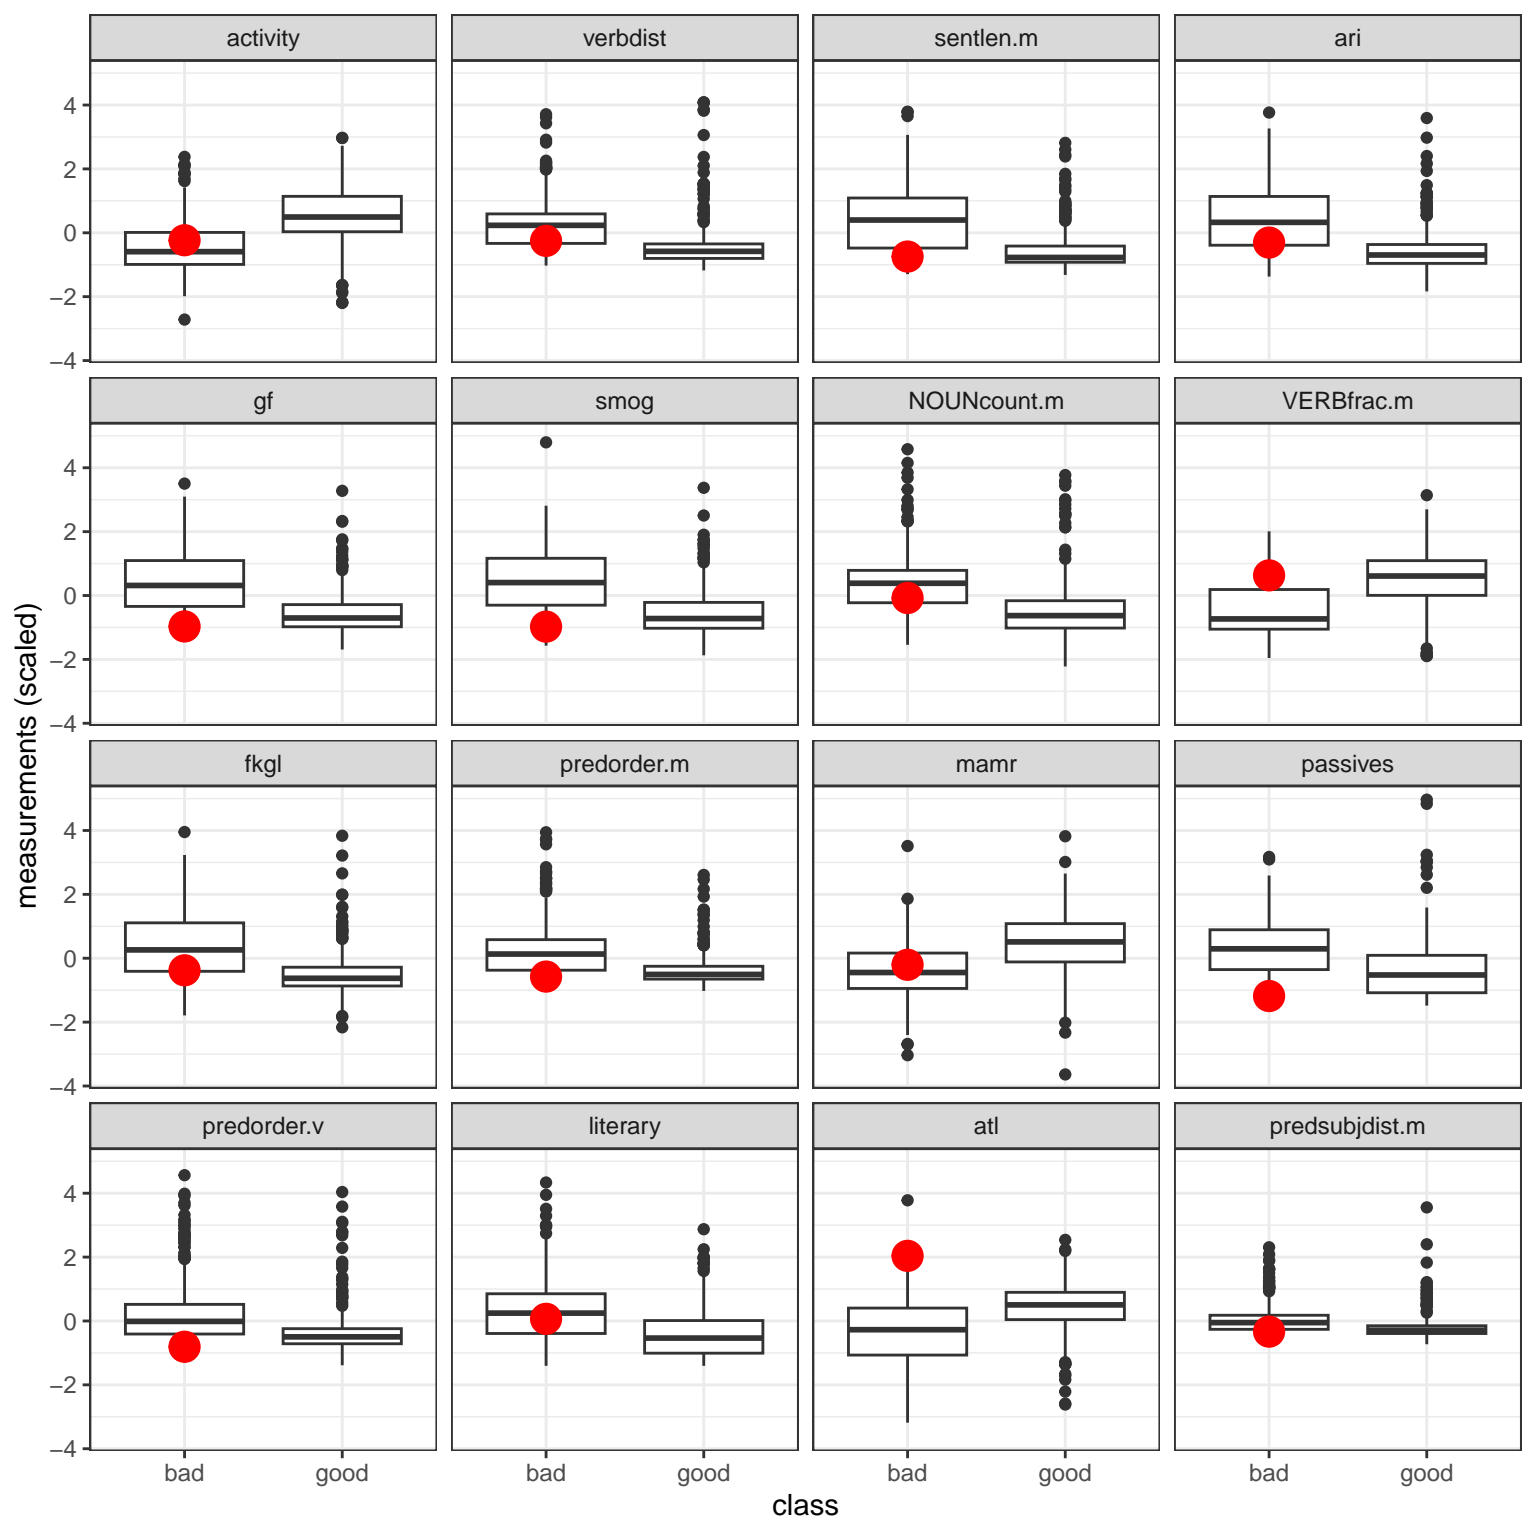 activity verbdist sentlen.m ari
4
2
0
−2
−4
gf smog NOUNcount.m VERBfrac.m
4
2
0
−2
−4
measurements (scaled)
fkgl predorder.m mamr passives
4
2
0
−2
−4
predorder.v literary atl predsubjdist.m
4
2
0
−2
−4
bad good bad good bad good bad good
class